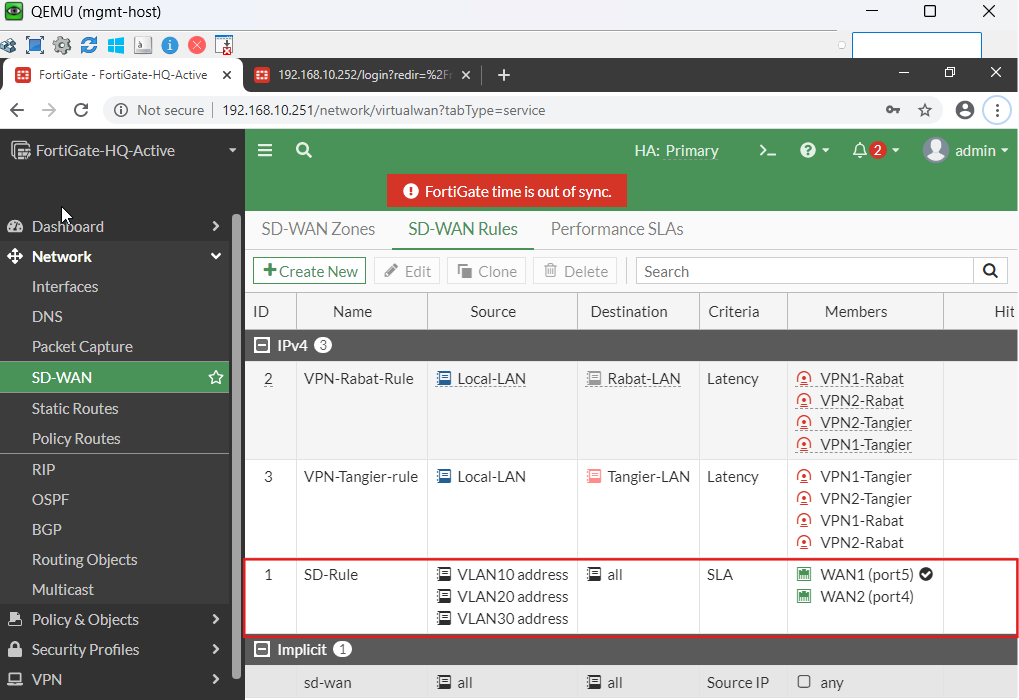 QEMU (mgmt-host)
FortiGate - FortiGate-HQ-Active
192.168.10.252/login?redir=%2F
Not secure
192.168.10.251/network/virtualwan?tabType=service
FortiGate-HQ-Active
HA: Primary
2
admin
FortiGate time is out of sync.
Dashboard
Network
Interfaces
DNS
Packet Capture
SD-WAN
Static Routes
Policy Routes
RIP
OSPF
BGP
Routing Objects
Multicast
Policy & Objects
Security Profiles
VPN
SD-WAN Zones SD-WAN Rules Performance SLAs
Create New Edit Clone Delete Search
ID Name Source Destination Criteria Members Hit
IPv4 3
2 VPN-Rabat-Rule Local-LAN Rabat-LAN Latency VPN1-Rabat
VPN2-Rabat
VPN2-Tangier
VPN1-Tangier
3 VPN-Tangier-rule Local-LAN Tangier-LAN Latency VPN1-Tangier
VPN2-Tangier
VPN1-Rabat
VPN2-Rabat
1 SD-Rule VLAN10 address all SLA WAN1 (port5)
VLAN20 address WAN2 (port4)
VLAN30 address
Implicit 1
sd-wan all all Source IP any